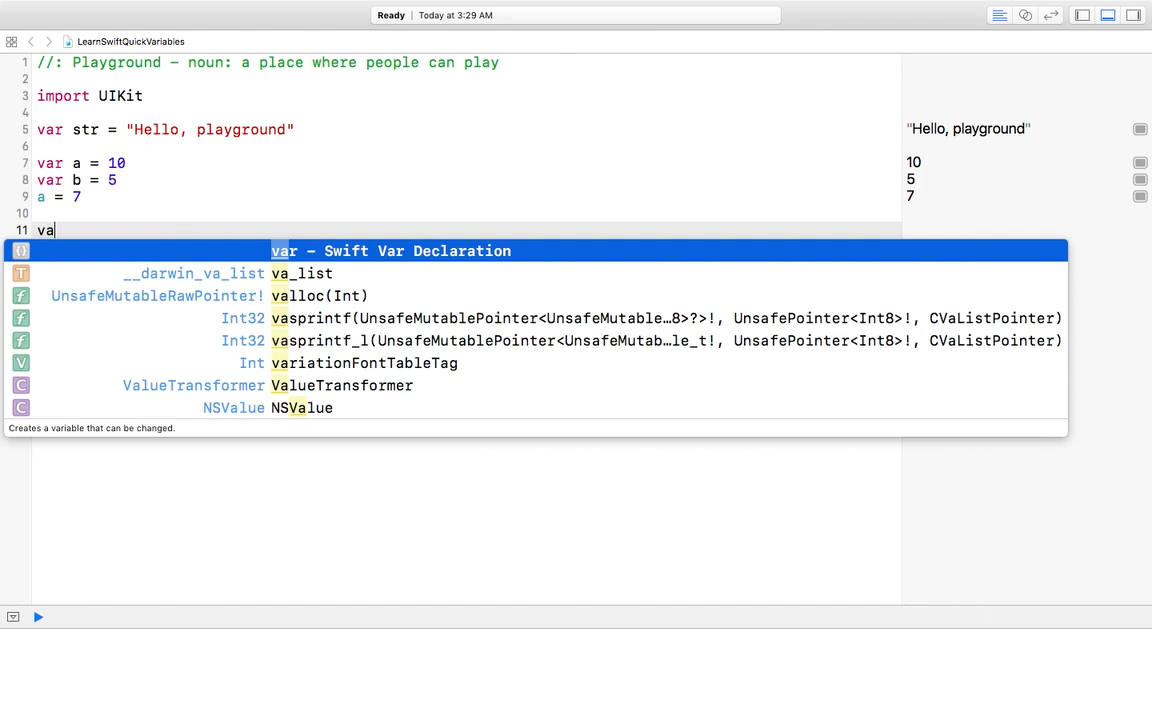 Ready | Today at 3:29 AM
LearnSwiftQuickVariables
1 //: Playground – noun: a place where people can play
2
3 import UIKit
4
5 var str = "Hello, playground" "Hello, playground"
6
7 var a = 10 10
8 var b = 5 5
9 a = 7 7
10
11 va
{} var – Swift Var Declaration
T __darwin_va_list va_list
f UnsafeMutableRawPointer! valloc(Int)
f Int32 vasprintf(UnsafeMutablePointer<UnsafeMutable…8>?>!, UnsafePointer<Int8>!, CVaListPointer)
f Int32 vasprintf_l(UnsafeMutablePointer<UnsafeMutab…le_t!, UnsafePointer<Int8>!, CVaListPointer)
V Int variationFontTableTag
C ValueTransformer ValueTransformer
C NSValue NSValue
Creates a variable that can be changed.